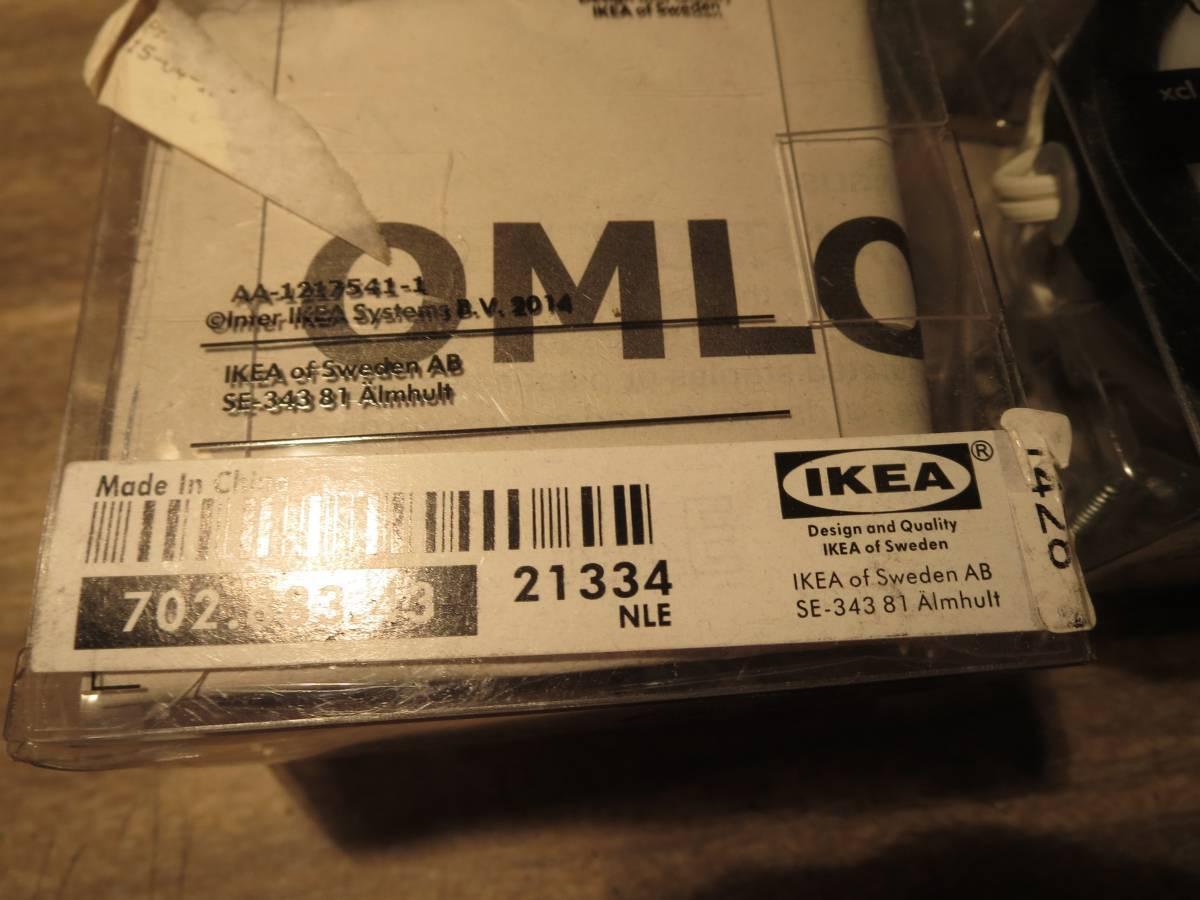 IKEA of Sweden
OMLO
AA-1217541-1
©Inter IKEA Systems B.V. 2014
IKEA of Sweden AB
SE-343 81 Älmhult
Made In China
IKEA®
Design and Quality
IKEA of Sweden
IKEA of Sweden AB
SE-343 81 Älmhult
21334
NLE
1420
xcl